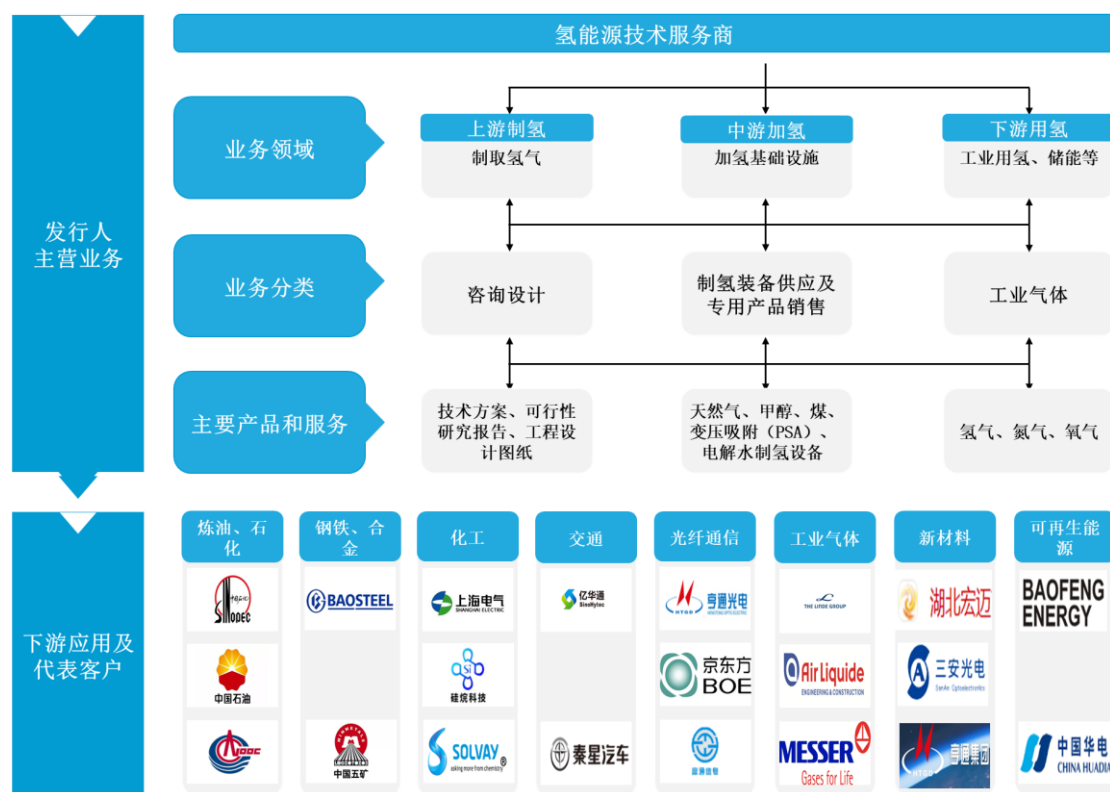 氢能源技术服务商
发行人
主营业务
业务领域
上游制氢
制取氢气
中游加氢
加氢基础设施
下游用氢
工业用氢、储能等
业务分类
咨询设计
制氢装备供应及
专用产品销售
工业气体
主要产品和服务
技术方案、可行性
研究报告、工程设
计图纸
天然气、甲醇、煤、
变压吸附（PSA）、
电解水制氢设备
氢气、氮气、氧气
下游应用及
代表客户
炼油、石
化
钢铁、合
金
化工
交通
光纤通信
工业气体
新材料
可再生能
源
BAOSTEEL
上海电气
SHANGHAI ELECTRIC
亿华通
SinoHytec
HTGD
亨通光电
THE LINDE GROUP
湖北宏迈
BAOFENG
ENERGY
中国石油
Si
硅烷科技
京东方
BOE
Air Liquide
ENGINEERING & CONSTRUCTION
三安光电
SanAn Optoelectronics
中国五矿
SOLVAY
asking more from chemistry®
秦星汽车
MESSER
Gases for Life
HTGD
亨通集团
中国华电
CHINA HUADIA